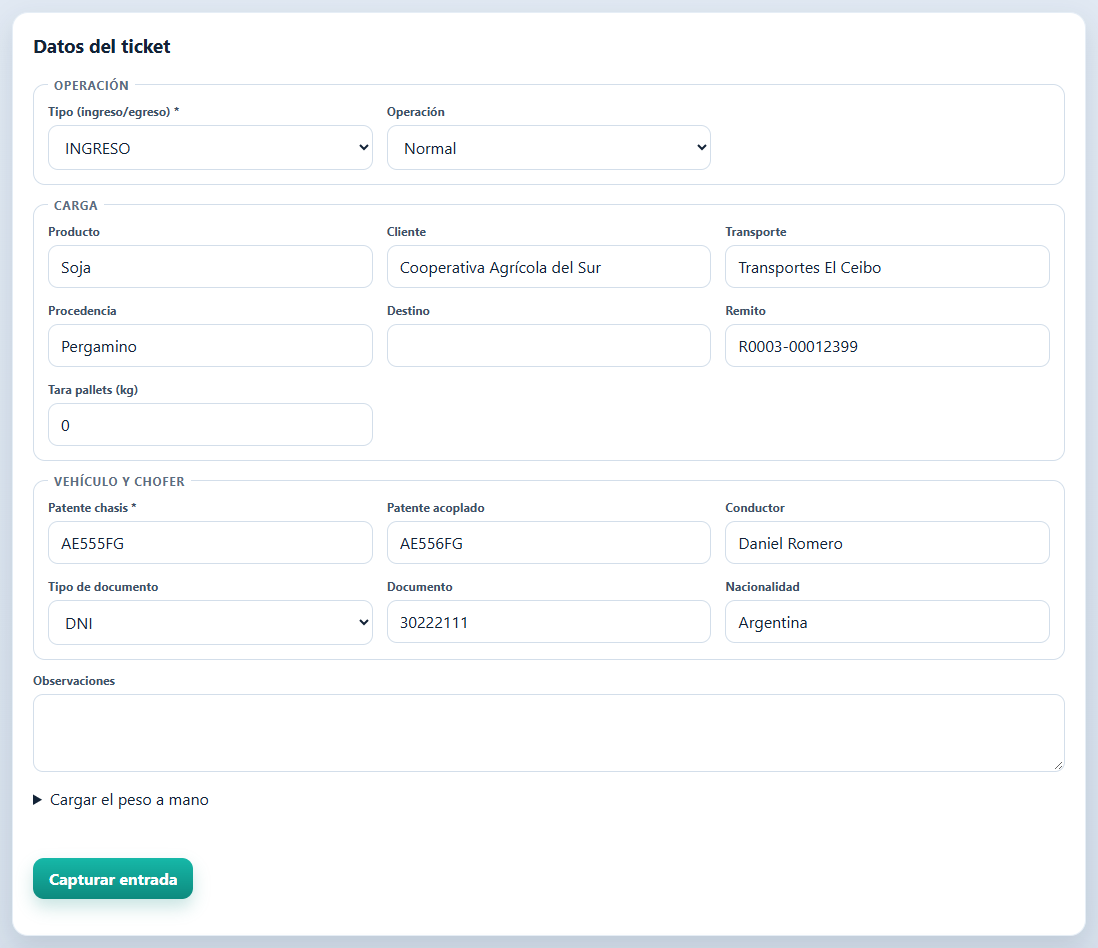 Datos del ticket
OPERACIÓN
Tipo (ingreso/egreso) * Operación
INGRESO Normal
CARGA
Producto Cliente Transporte
Soja Cooperativa Agrícola del Sur Transportes El Ceibo
Procedencia Destino Remito
Pergamino R0003-00012399
Tara pallets (kg)
0
VEHÍCULO Y CHOFER
Patente chasis * Patente acoplado Conductor
AE555FG AE556FG Daniel Romero
Tipo de documento Documento Nacionalidad
DNI 30222111 Argentina
Observaciones
Cargar el peso a mano
Capturar entrada